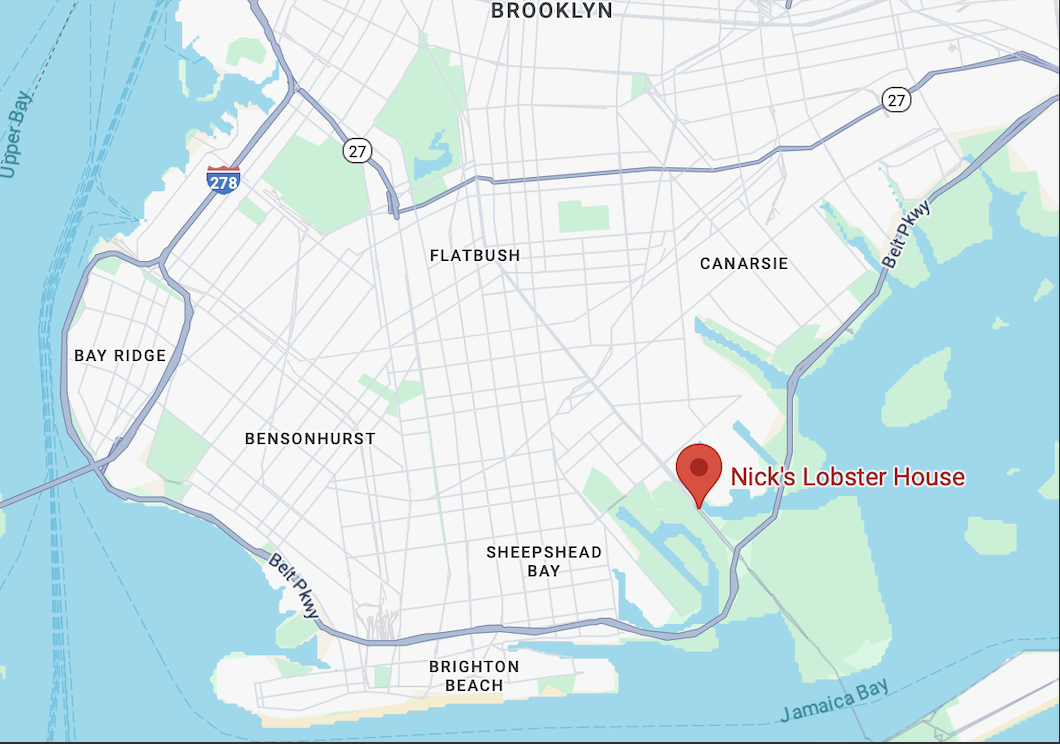 BROOKLYN
Upper Bay
27
27
278
Belt Pkwy
FLATBUSH
CANARSIE
BAY RIDGE
BENSONHURST
Nick's Lobster House
SHEEPSHEAD
BAY
Belt Pkwy
BRIGHTON
BEACH
Jamaica Bay